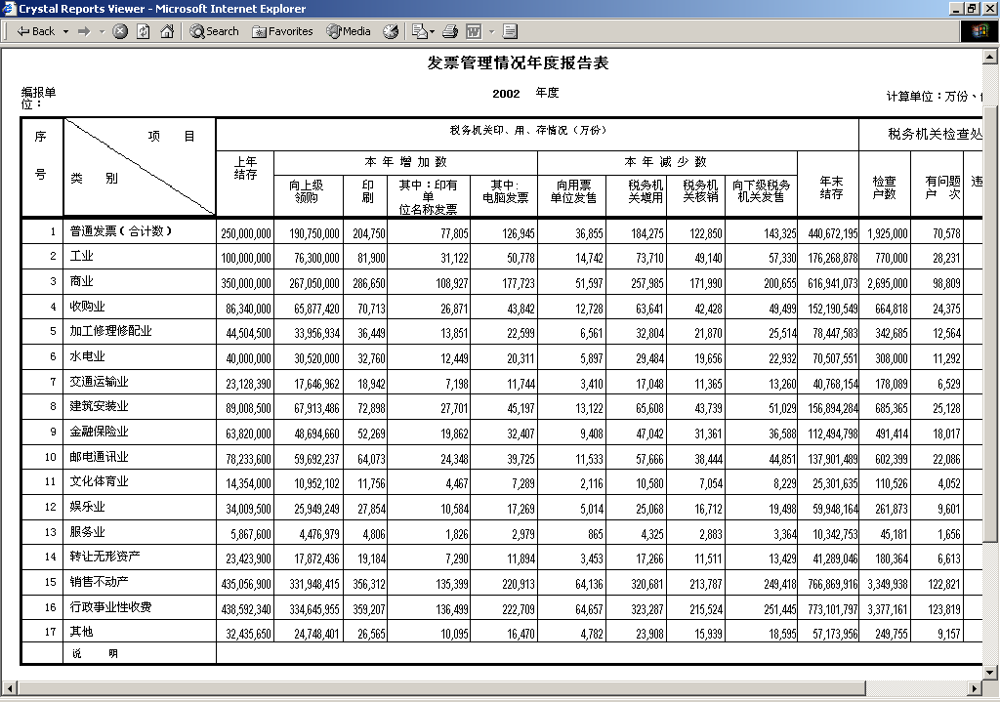 Crystal Reports Viewer - Microsoft Internet Explorer
Back Search Favorites Media
发票管理情况年度报告表
编报单位： 2002 年度 计算单位：万份、
序号 项目 类别 税务机关印、用、存情况（万份） 税务机关检查处
上年结存 本年增加数 本年减少数 年末结存 检查户数 有问题户次 违
向上级领购 印刷 其中：印有单位名称发票 其中:电脑发票 向用票单位发售 税务机关填用 税务机关核销 向下级税务机关发售
1 普通发票（合计数） 250,000,000 190,750,000 204,750 77,805 126,945 36,855 184,275 122,850 143,325 440,672,195 1,925,000 70,578
2 工业 100,000,000 76,300,000 81,900 31,122 50,778 14,742 73,710 49,140 57,330 176,268,878 770,000 28,231
3 商业 350,000,000 267,050,000 286,650 108,927 177,723 51,597 257,985 171,990 200,655 616,941,073 2,695,000 98,809
4 收购业 86,340,000 65,877,420 70,713 26,871 43,842 12,728 63,641 42,428 49,499 152,190,549 664,818 24,375
5 加工修理修配业 44,504,500 33,956,934 36,449 13,851 22,599 6,561 32,804 21,870 25,514 78,447,583 342,685 12,564
6 水电业 40,000,000 30,520,000 32,760 12,449 20,311 5,897 29,484 19,656 22,932 70,507,551 308,000 11,292
7 交通运输业 23,128,390 17,646,962 18,942 7,198 11,744 3,410 17,048 11,365 13,260 40,768,154 178,089 6,529
8 建筑安装业 89,008,500 67,913,486 72,898 27,701 45,197 13,122 65,608 43,739 51,029 156,894,284 685,365 25,128
9 金融保险业 63,820,000 48,694,660 52,269 19,862 32,407 9,408 47,042 31,361 36,588 112,494,798 491,414 18,017
10 邮电通讯业 78,233,600 59,692,237 64,073 24,348 39,725 11,533 57,666 38,444 44,851 137,901,489 602,399 22,086
11 文化体育业 14,354,000 10,952,102 11,756 4,467 7,289 2,116 10,580 7,054 8,229 25,301,635 110,526 4,052
12 娱乐业 34,009,500 25,949,249 27,854 10,584 17,269 5,014 25,068 16,712 19,498 59,948,164 261,873 9,601
13 服务业 5,867,600 4,476,979 4,806 1,826 2,979 865 4,325 2,883 3,364 10,342,753 45,181 1,656
14 转让无形资产 23,423,900 17,872,436 19,184 7,290 11,894 3,453 17,266 11,511 13,429 41,289,046 180,364 6,613
15 销售不动产 435,056,900 331,948,415 356,312 135,399 220,913 64,136 320,681 213,787 249,418 766,869,916 3,349,938 122,821
16 行政事业性收费 438,592,340 334,645,955 359,207 136,499 222,709 64,657 323,287 215,524 251,445 773,101,797 3,377,161 123,819
17 其他 32,435,650 24,748,401 26,565 10,095 16,470 4,782 23,908 15,939 18,595 57,173,956 249,755 9,157
说明